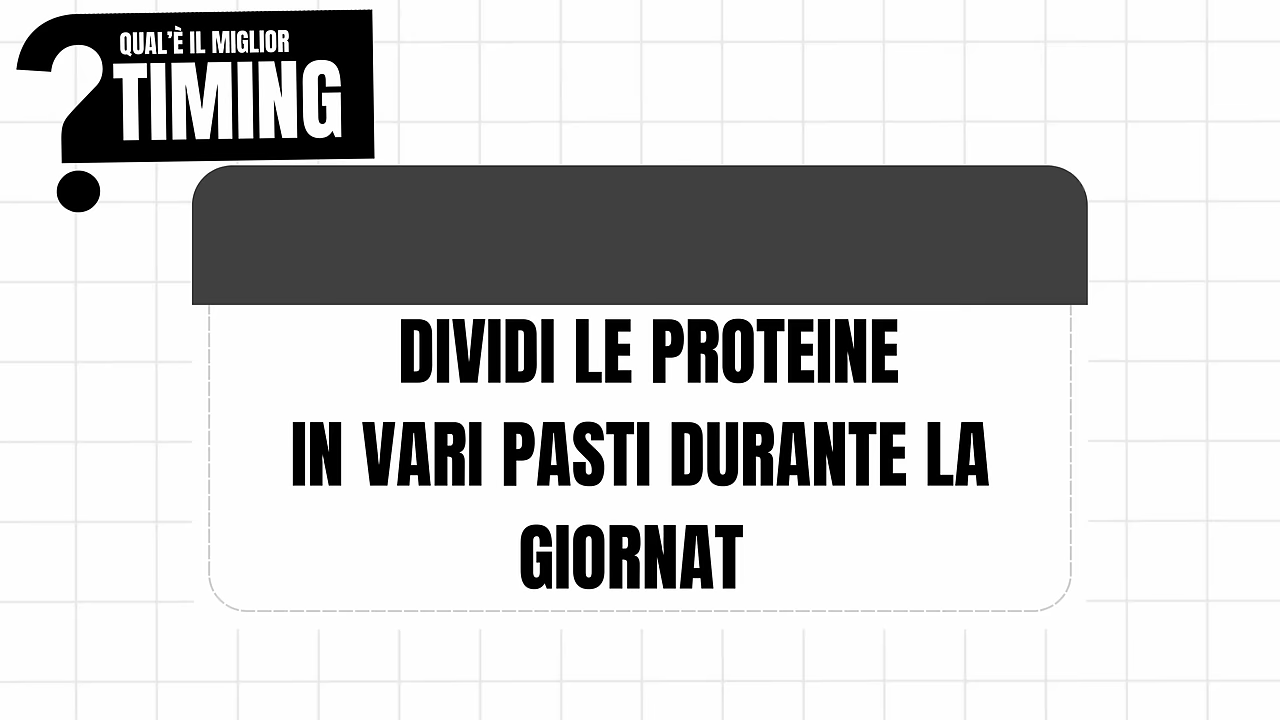 QUAL'È IL MIGLIOR
TIMING
DIVIDI LE PROTEINE
IN VARI PASTI DURANTE LA
GIORNAT